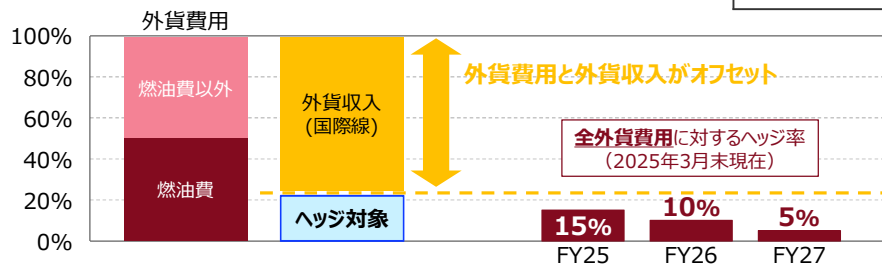 外貨費用
100%
80%
60%
40%
20%
0%
燃油費以外
燃油費
外貨収入
(国際線)
ヘッジ対象
外貨費用と外貨収入がオフセット
全外貨費用に対するヘッジ率
（2025年3月末現在）
15%
10%
5%
FY25
FY26
FY27